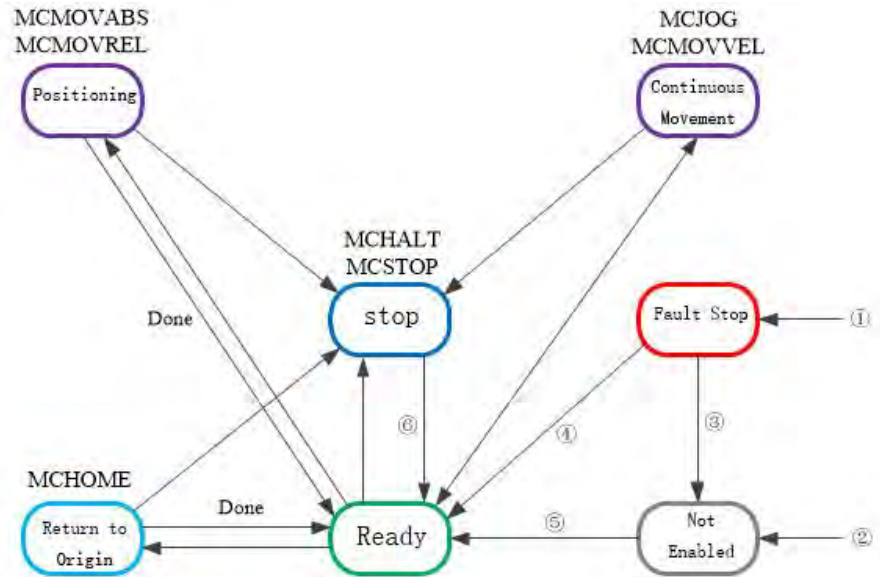 MCMOVABS
MCMOVREL
Positioning
MCJOG
MCMOVVEL
Continuous
Movement
MCHALT
MCSTOP
stop
Done
Fault Stop
①
⑥
④
③
MCHOME
Return to
Origin
Done
Ready
⑤
Not
Enabled
②